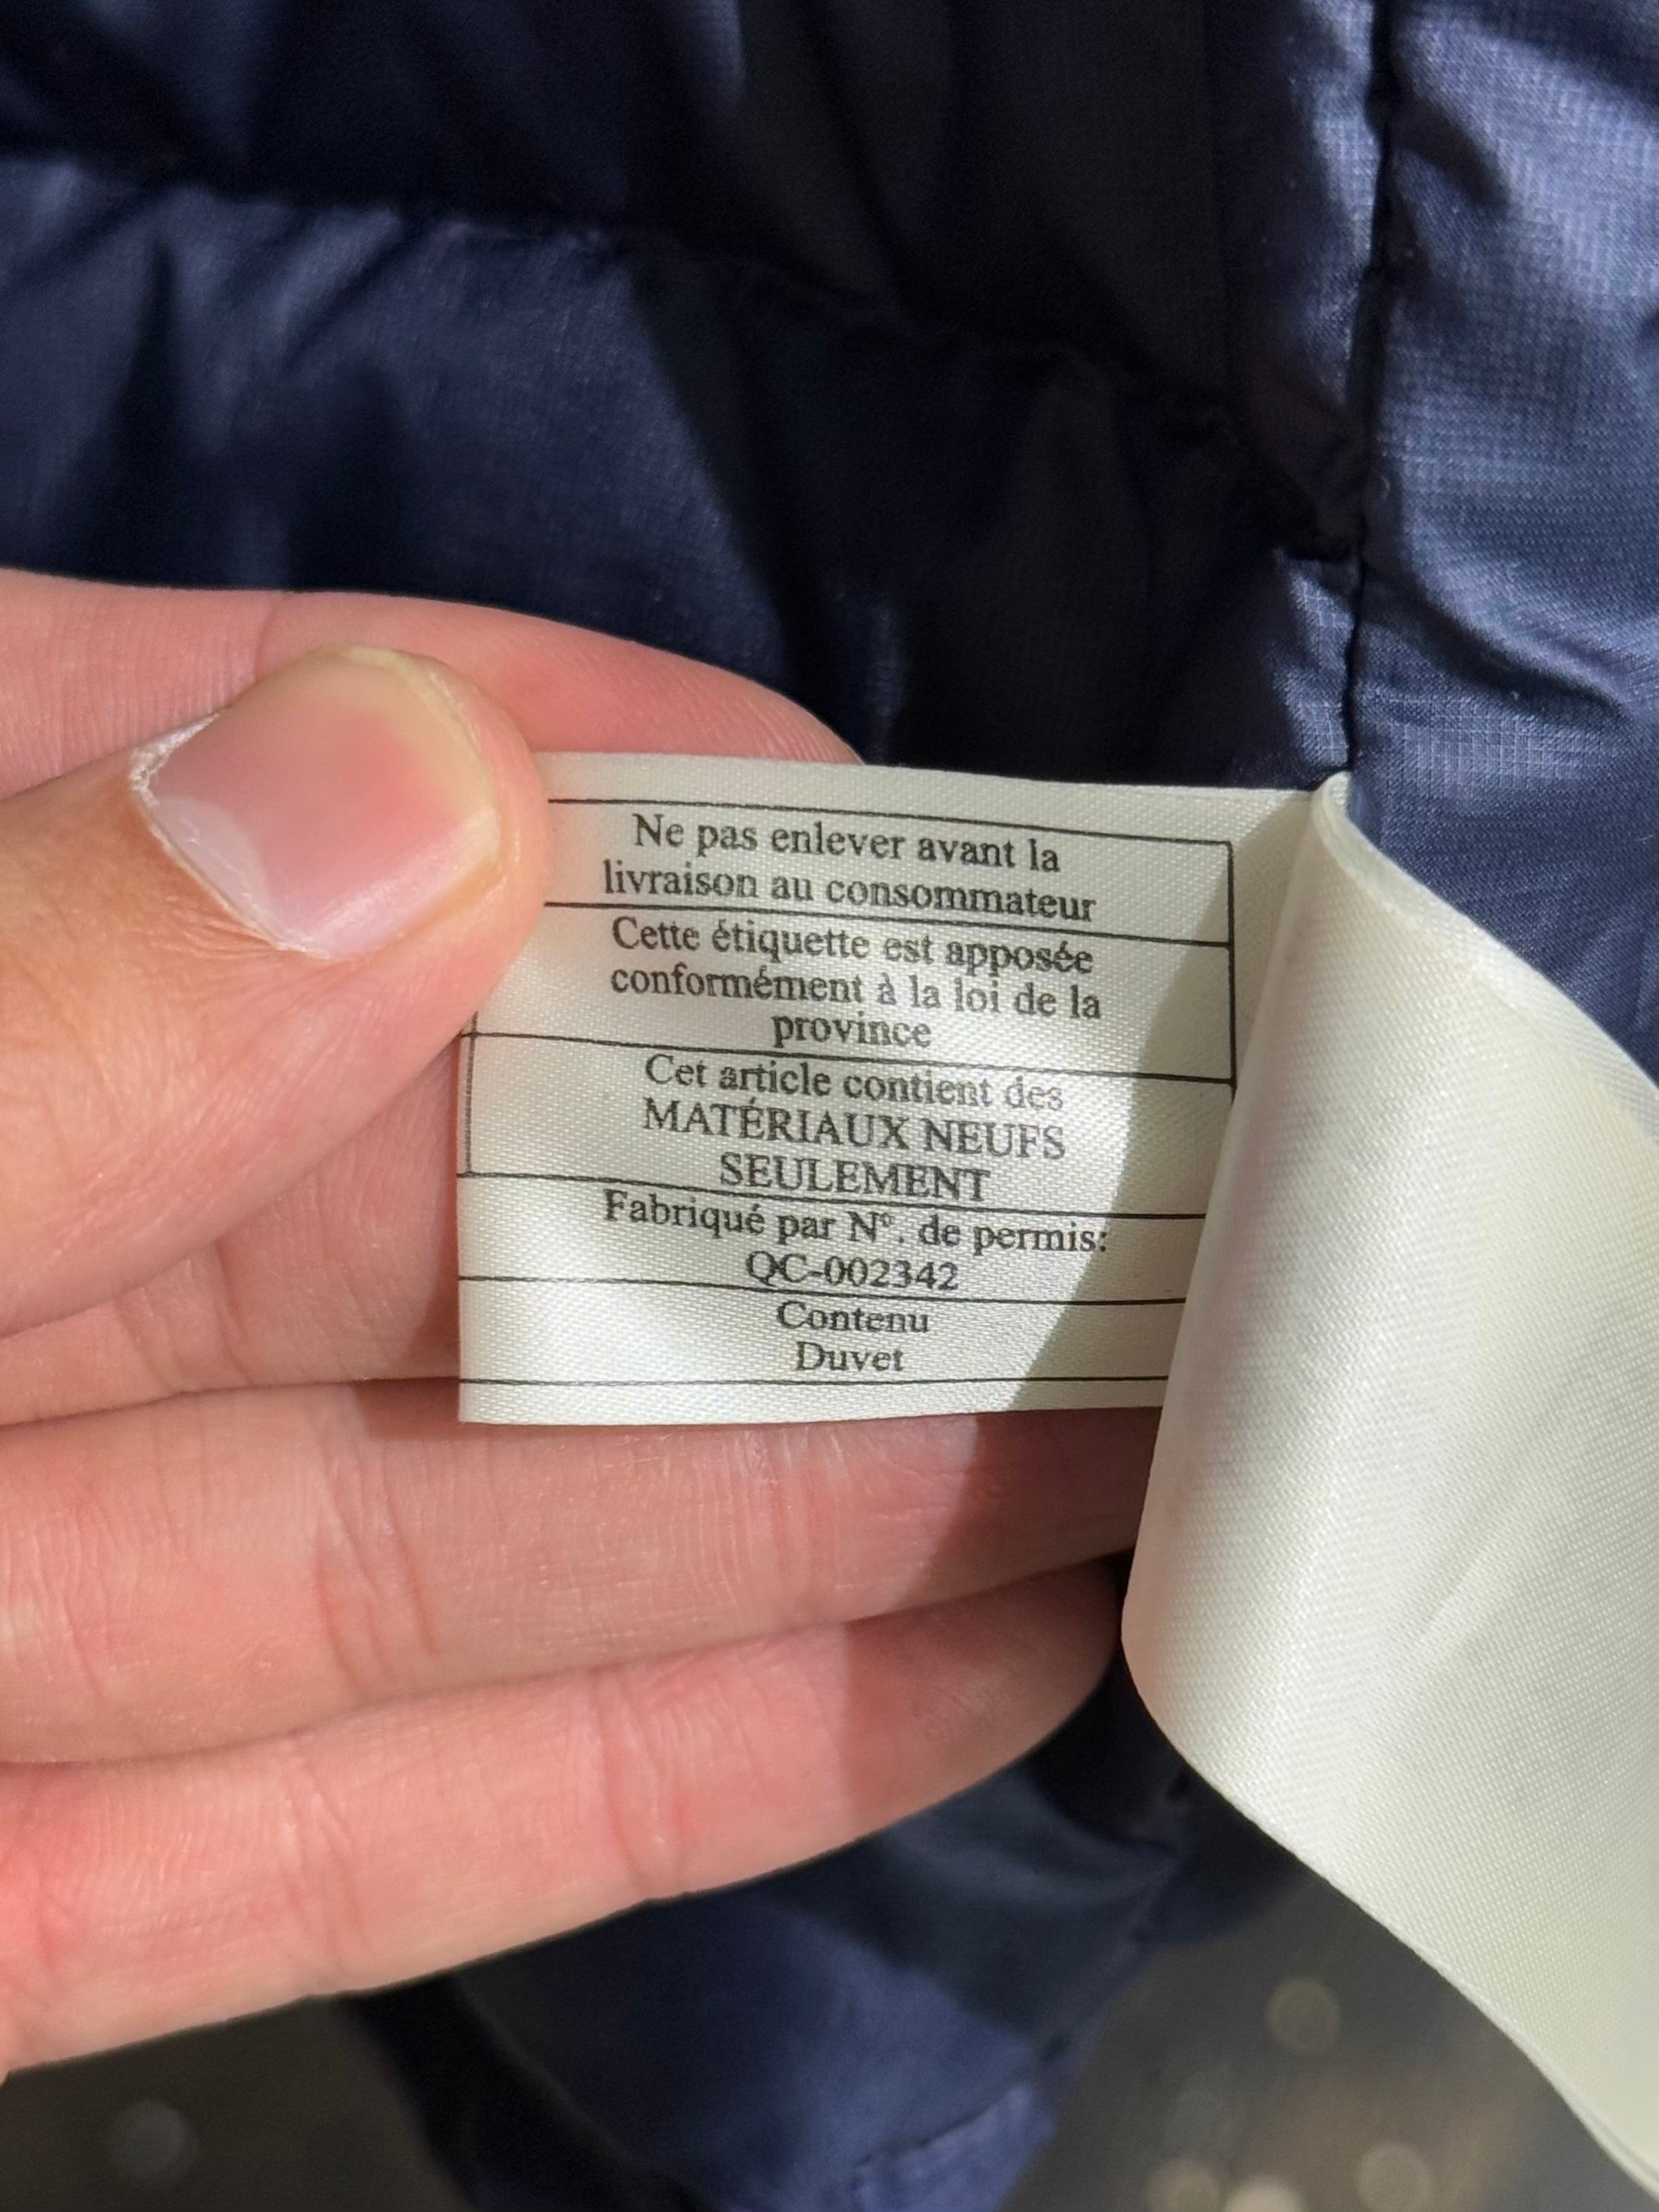 Ne pas enlever avant la
livraison au consommateur
Cette étiquette est apposée
conformément à la loi de la
province
Cet article contient des
MATÉRIAUX NEUFS
SEULEMENT
Fabriqué par Nº. de permis:
QC-002342
Contenu
Duvet